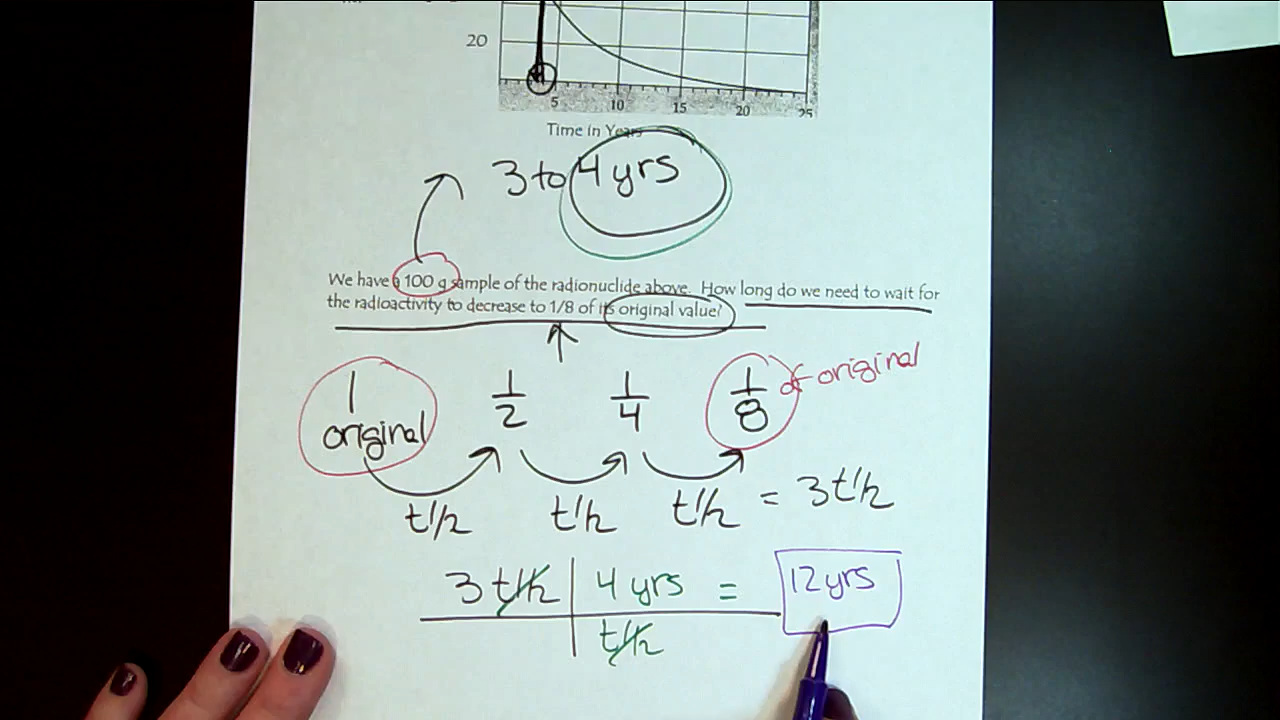 20
5 10 15 20 25
Time in Years
3 to 4 yrs
We have a 100 g sample of the radionuclide above. How long do we need to wait for
the radioactivity to decrease to 1/8 of its original value?
1 original 1/2 1/4 1/8 of original
t1/2 t1/2 t1/2 = 3 t1/2
3 t1/2 4 yrs = 12 yrs
t1/2